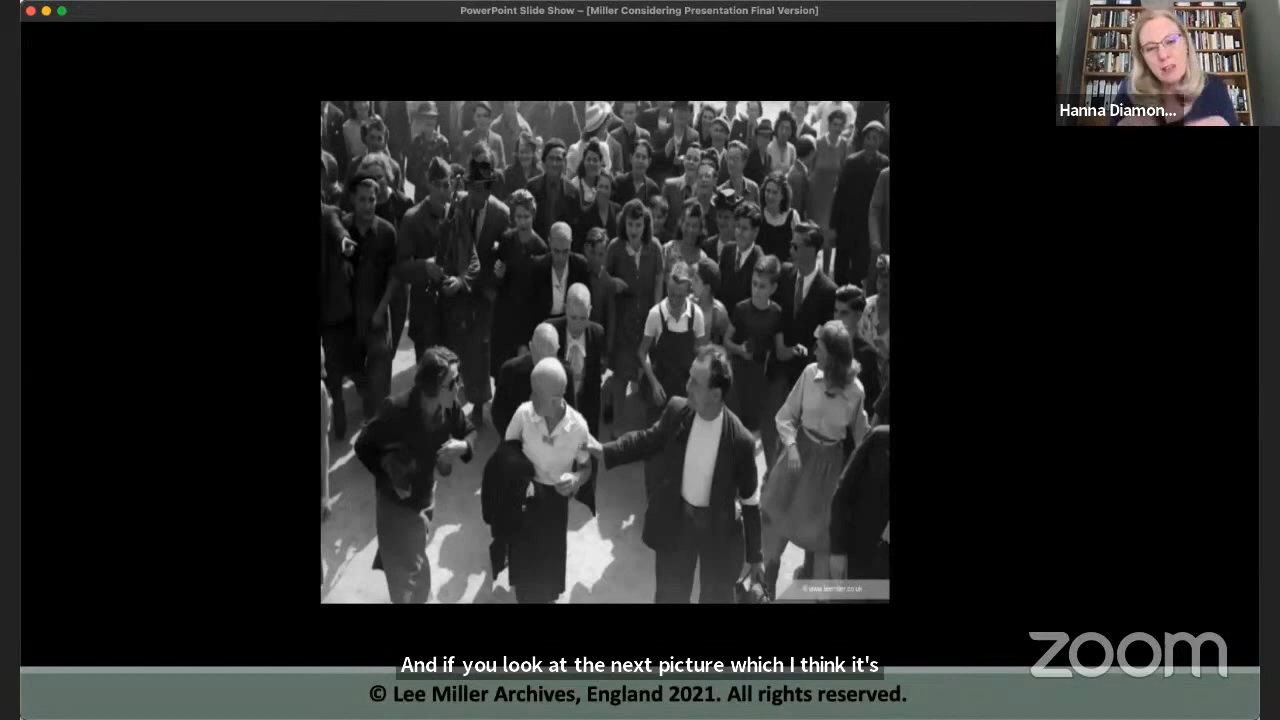 PowerPoint Slide Show – [Miller Considering Presentation Final Version]
Hanna Diamon...
© www.leemiller.co.uk
zoom
And if you look at the next picture which I think it's
© Lee Miller Archives, England 2021. All rights reserved.